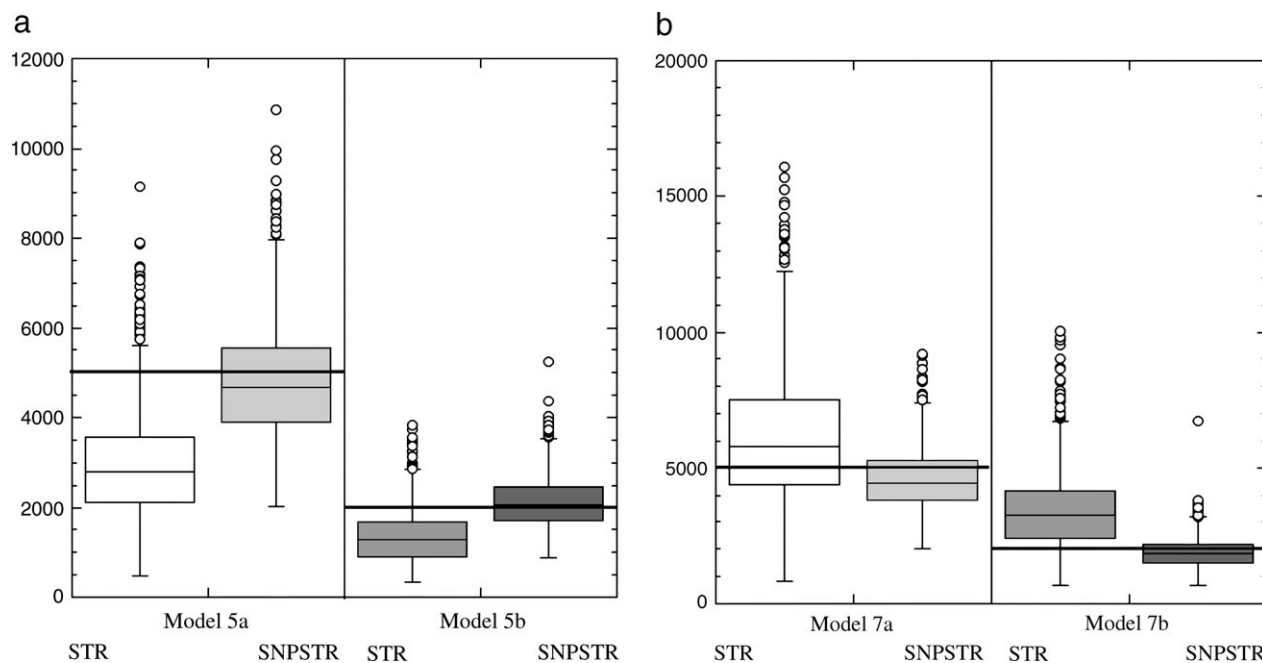 a
12000
10000
8000
6000
4000
2000
0
Model 5a Model 5b
STR SNPSTR STR SNPSTR
b
20000
15000
10000
5000
0
Model 7a Model 7b
STR SNPSTR STR SNPSTR